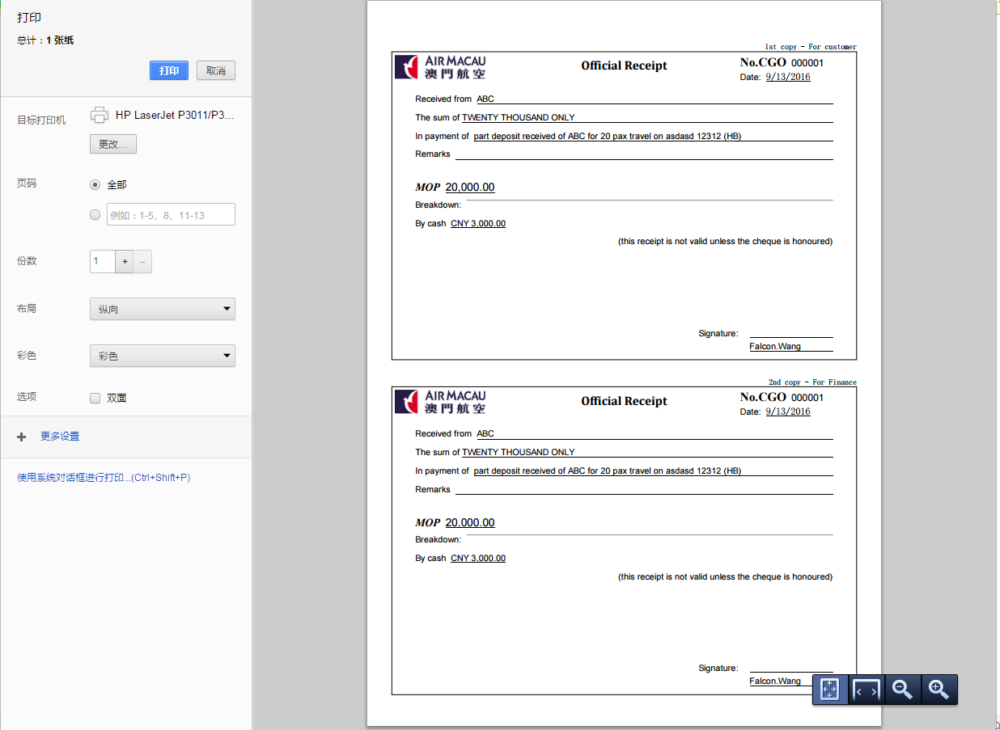 打印
总计：1 张纸
打印 取消
目标打印机 HP LaserJet P3011/P3...
更改...
页码 全部
例如：1-5、8、11-13
份数 1 + –
布局 纵向
彩色 彩色
选项 双面
+ 更多设置
使用系统对话框进行打印...(Ctrl+Shift+P)
1st copy - For customer
AIR MACAU
澳門航空
Official Receipt
No.CGO 000001
Date: 9/13/2016
Received from ABC
The sum of TWENTY THOUSAND ONLY
In payment of part deposit received of ABC for 20 pax travel on asdasd 12312 (HB)
Remarks
MOP 20,000.00
Breakdown:
By cash CNY 3,000.00
(this receipt is not valid unless the cheque is honoured)
Signature:
Falcon.Wang
2nd copy - For Finance
AIR MACAU
澳門航空
Official Receipt
No.CGO 000001
Date: 9/13/2016
Received from ABC
The sum of TWENTY THOUSAND ONLY
In payment of part deposit received of ABC for 20 pax travel on asdasd 12312 (HB)
Remarks
MOP 20,000.00
Breakdown:
By cash CNY 3,000.00
(this receipt is not valid unless the cheque is honoured)
Signature:
Falcon.Wang